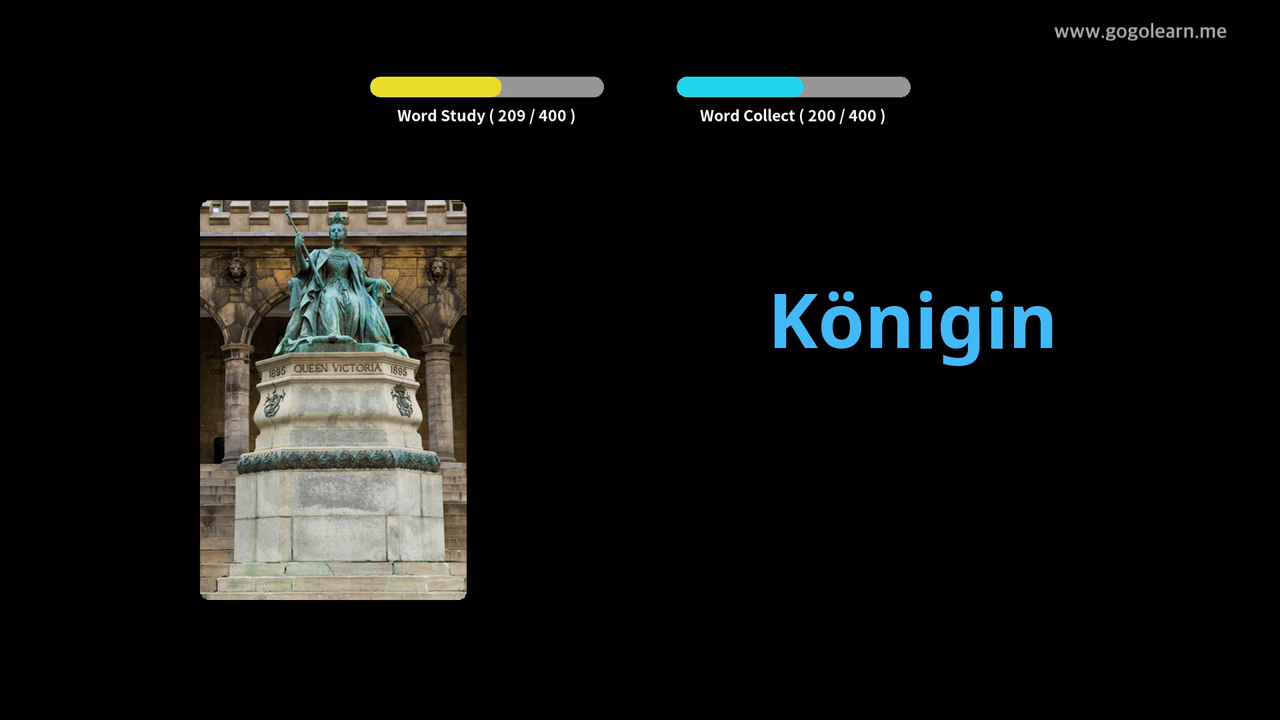 www.gogolearn.me
Word Study ( 209 / 400 )
Word Collect ( 200 / 400 )
Königin
1895 QUEEN VICTORIA 1895